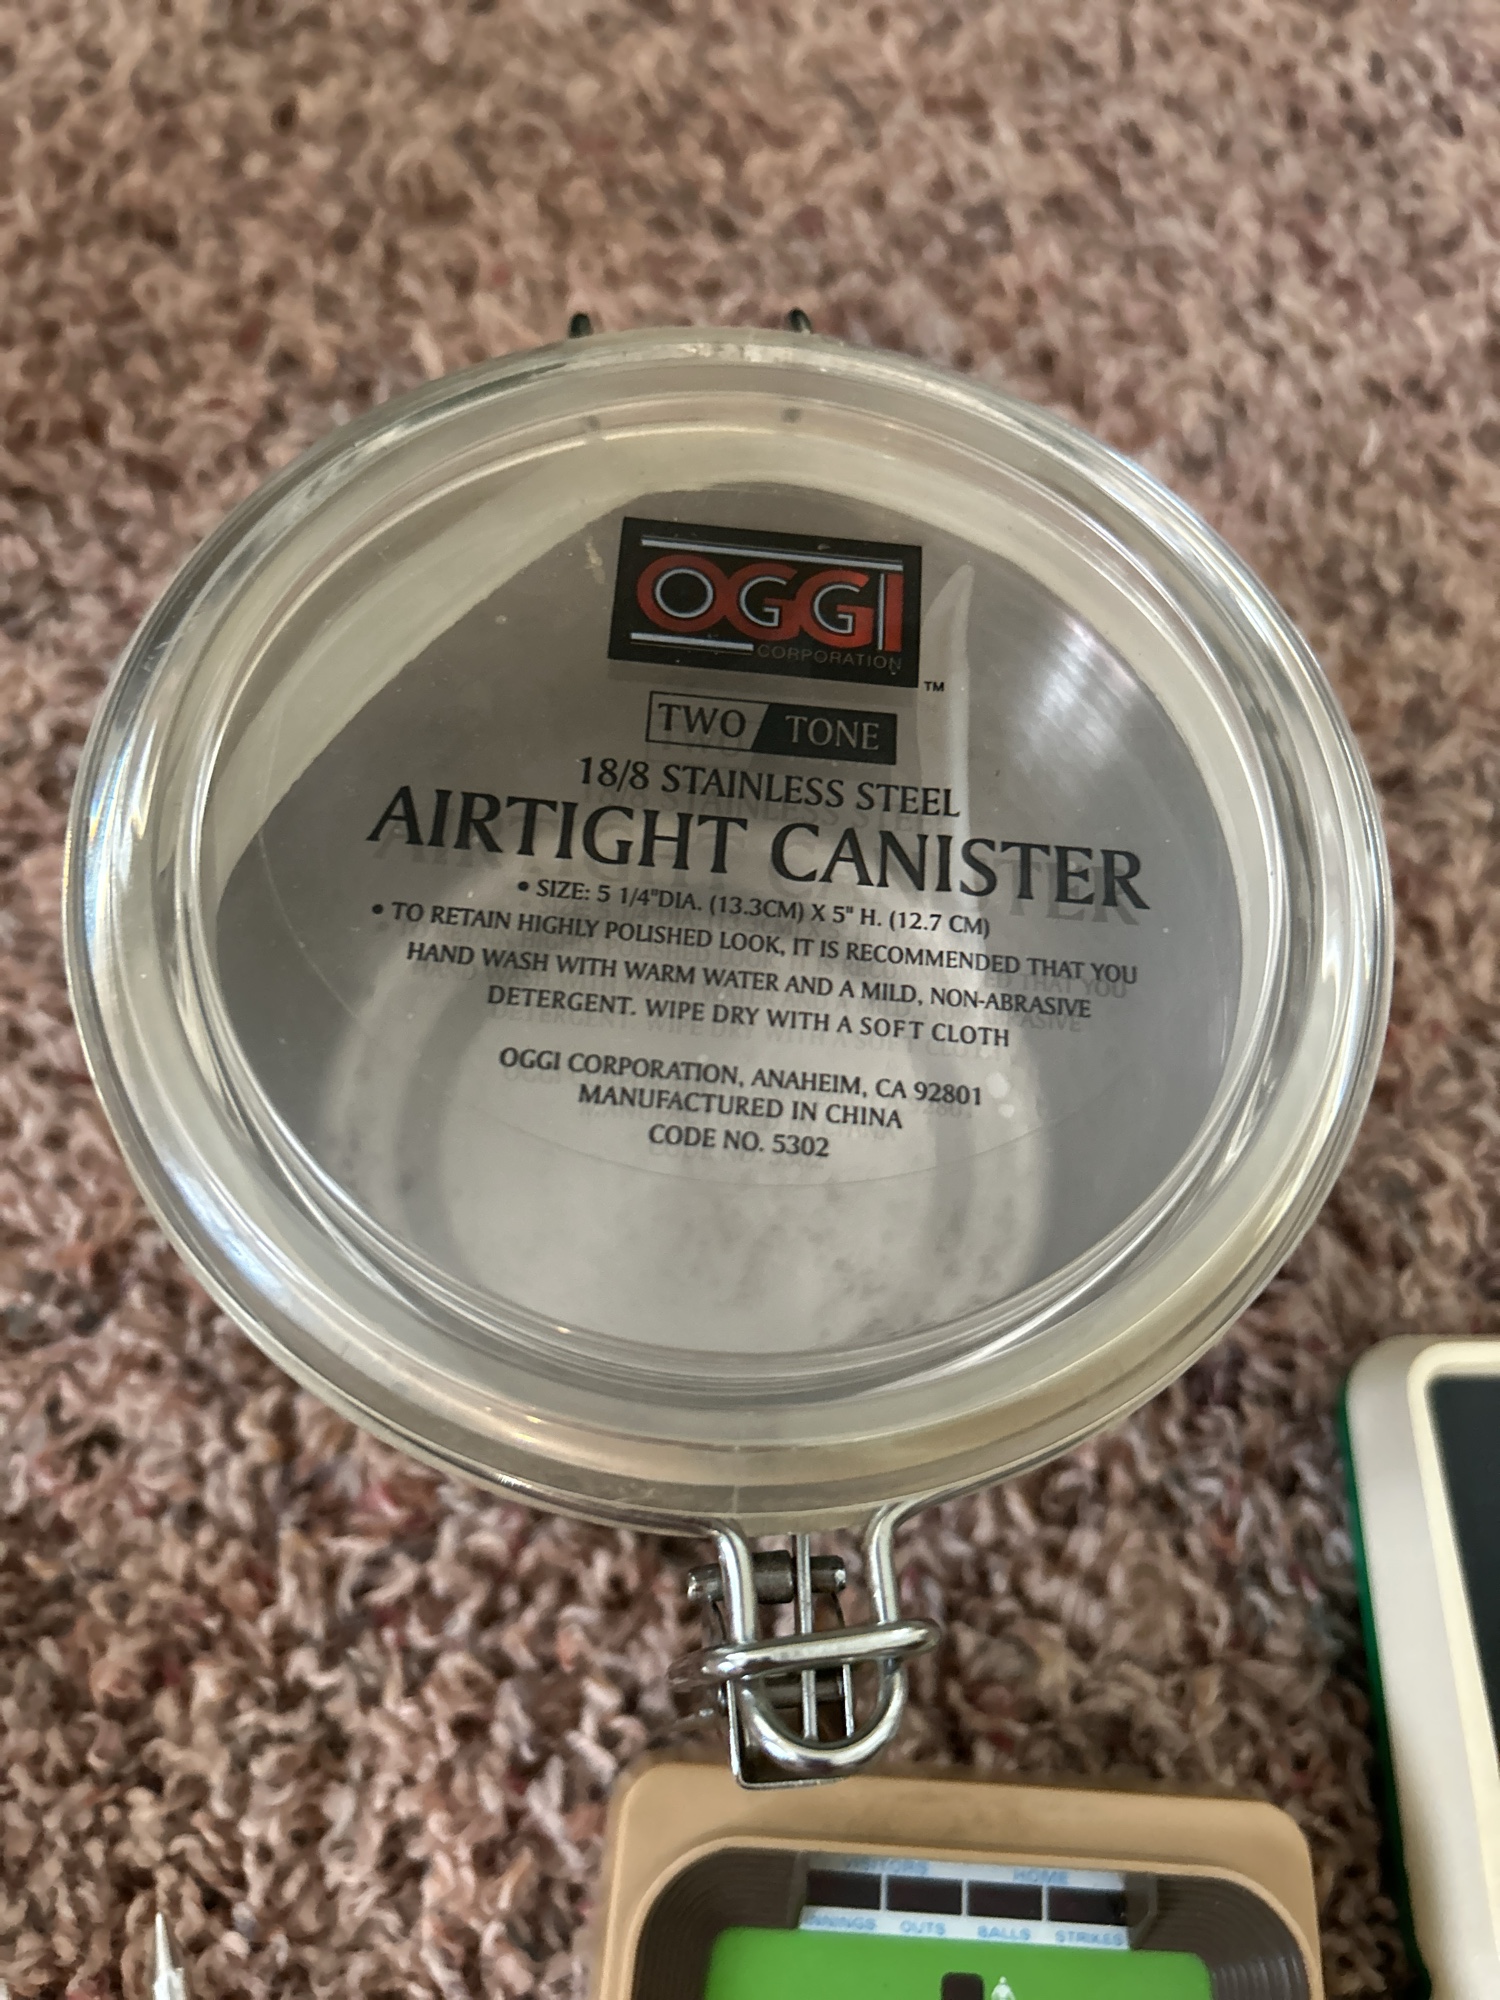 OGGI
CORPORATION
TM
TWO TONE
18/8 STAINLESS STEEL
AIRTIGHT CANISTER
• SIZE: 5 1/4"DIA. (13.3CM) X 5" H. (12.7 CM)
• TO RETAIN HIGHLY POLISHED LOOK, IT IS RECOMMENDED THAT YOU
HAND WASH WITH WARM WATER AND A MILD, NON-ABRASIVE
DETERGENT. WIPE DRY WITH A SOFT CLOTH
OGGI CORPORATION, ANAHEIM, CA 92801
MANUFACTURED IN CHINA
CODE NO. 5302
VISITORS HOME
INNINGS OUTS BALLS STRIKES